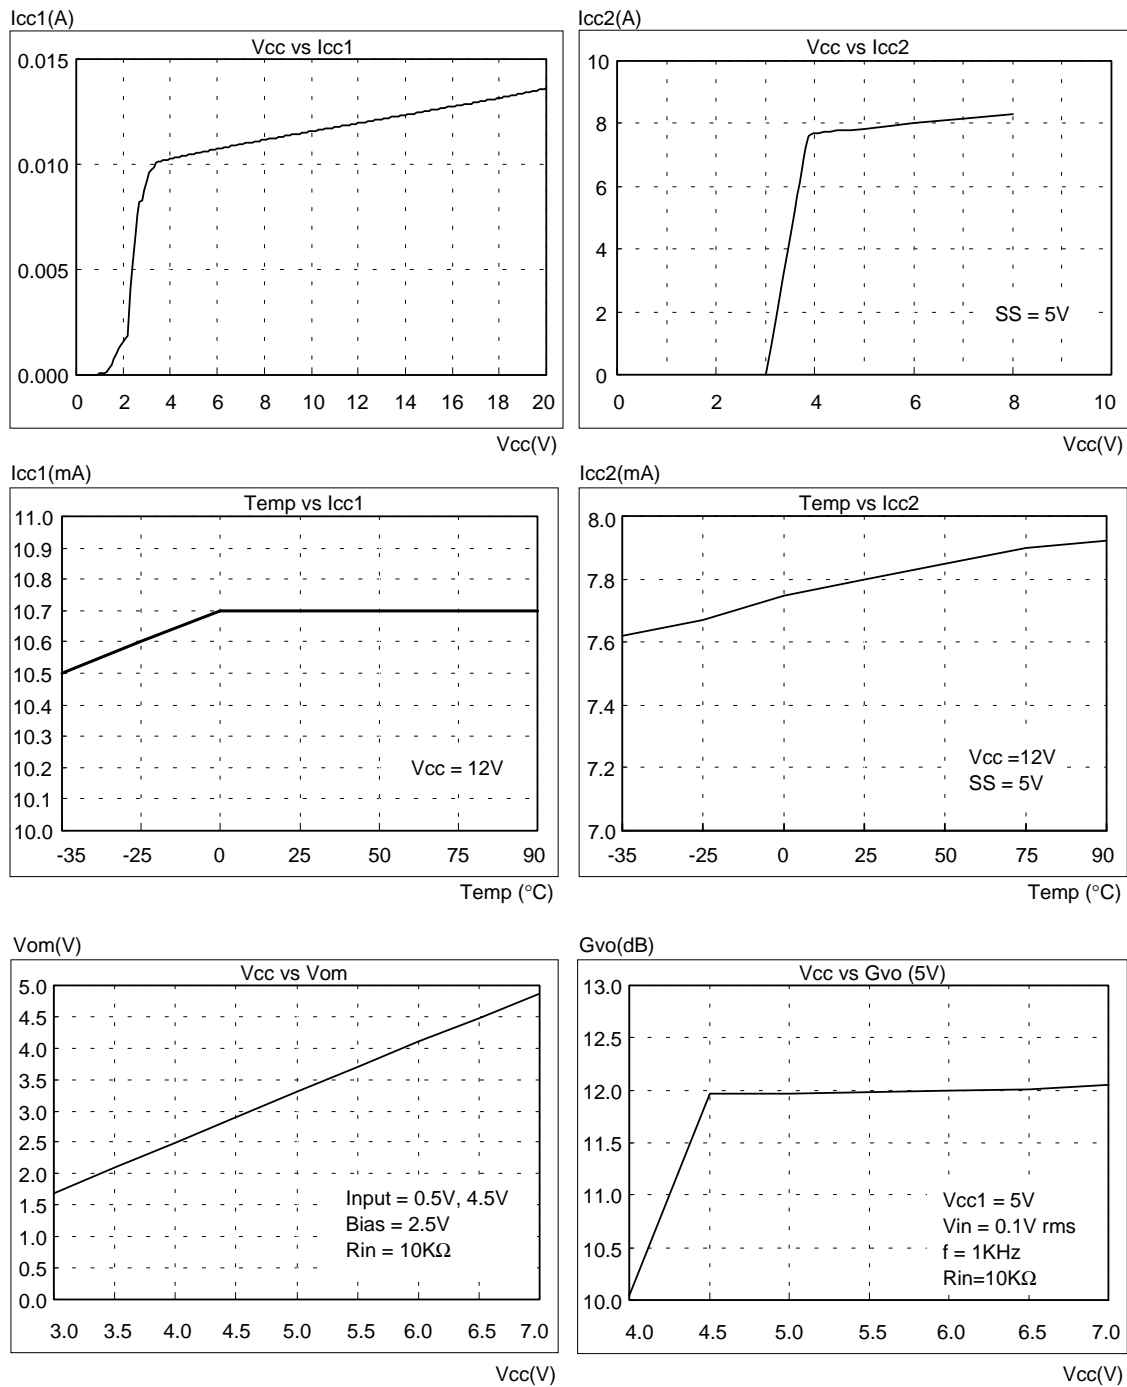 Icc1(A)
Vcc vs Icc1
0.015
0.010
0.005
0.000
0 2 4 6 8 10 12 14 16 18 20
Vcc(V)
Icc2(A)
Vcc vs Icc2
10
8
6
4
2
0
SS = 5V
0 2 4 6 8 10
Vcc(V)
Icc1(mA)
Temp vs Icc1
11.0
10.9
10.8
10.7
10.6
10.5
10.4
10.3
10.2
10.1
10.0
Vcc = 12V
-35 -25 0 25 50 75 90
Temp (°C)
Icc2(mA)
Temp vs Icc2
8.0
7.8
7.6
7.4
7.2
7.0
Vcc =12V
SS = 5V
-35 -25 0 25 50 75 90
Temp (°C)
Vom(V)
Vcc vs Vom
5.0
4.5
4.0
3.5
3.0
2.5
2.0
1.5
1.0
0.5
0.0
Input = 0.5V, 4.5V
Bias = 2.5V
Rin = 10KΩ
3.0 3.5 4.0 4.5 5.0 5.5 6.0 6.5 7.0
Vcc(V)
Gvo(dB)
Vcc vs Gvo (5V)
13.0
12.5
12.0
11.5
11.0
10.5
10.0
Vcc1 = 5V
Vin = 0.1V rms
f = 1KHz
Rin=10KΩ
4.0 4.5 5.0 5.5 6.0 6.5 7.0
Vcc(V)